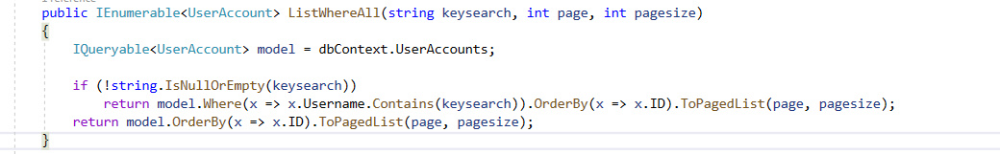 public IEnumerable<UserAccount> ListWhereAll(string keysearch, int page, int pagesize)
{
IQueryable<UserAccount> model = dbContext.UserAccounts;
if (!string.IsNullOrEmpty(keysearch))
return model.Where(x => x.Username.Contains(keysearch)).OrderBy(x => x.ID).ToPagedList(page, pagesize);
return model.OrderBy(x => x.ID).ToPagedList(page, pagesize);
}